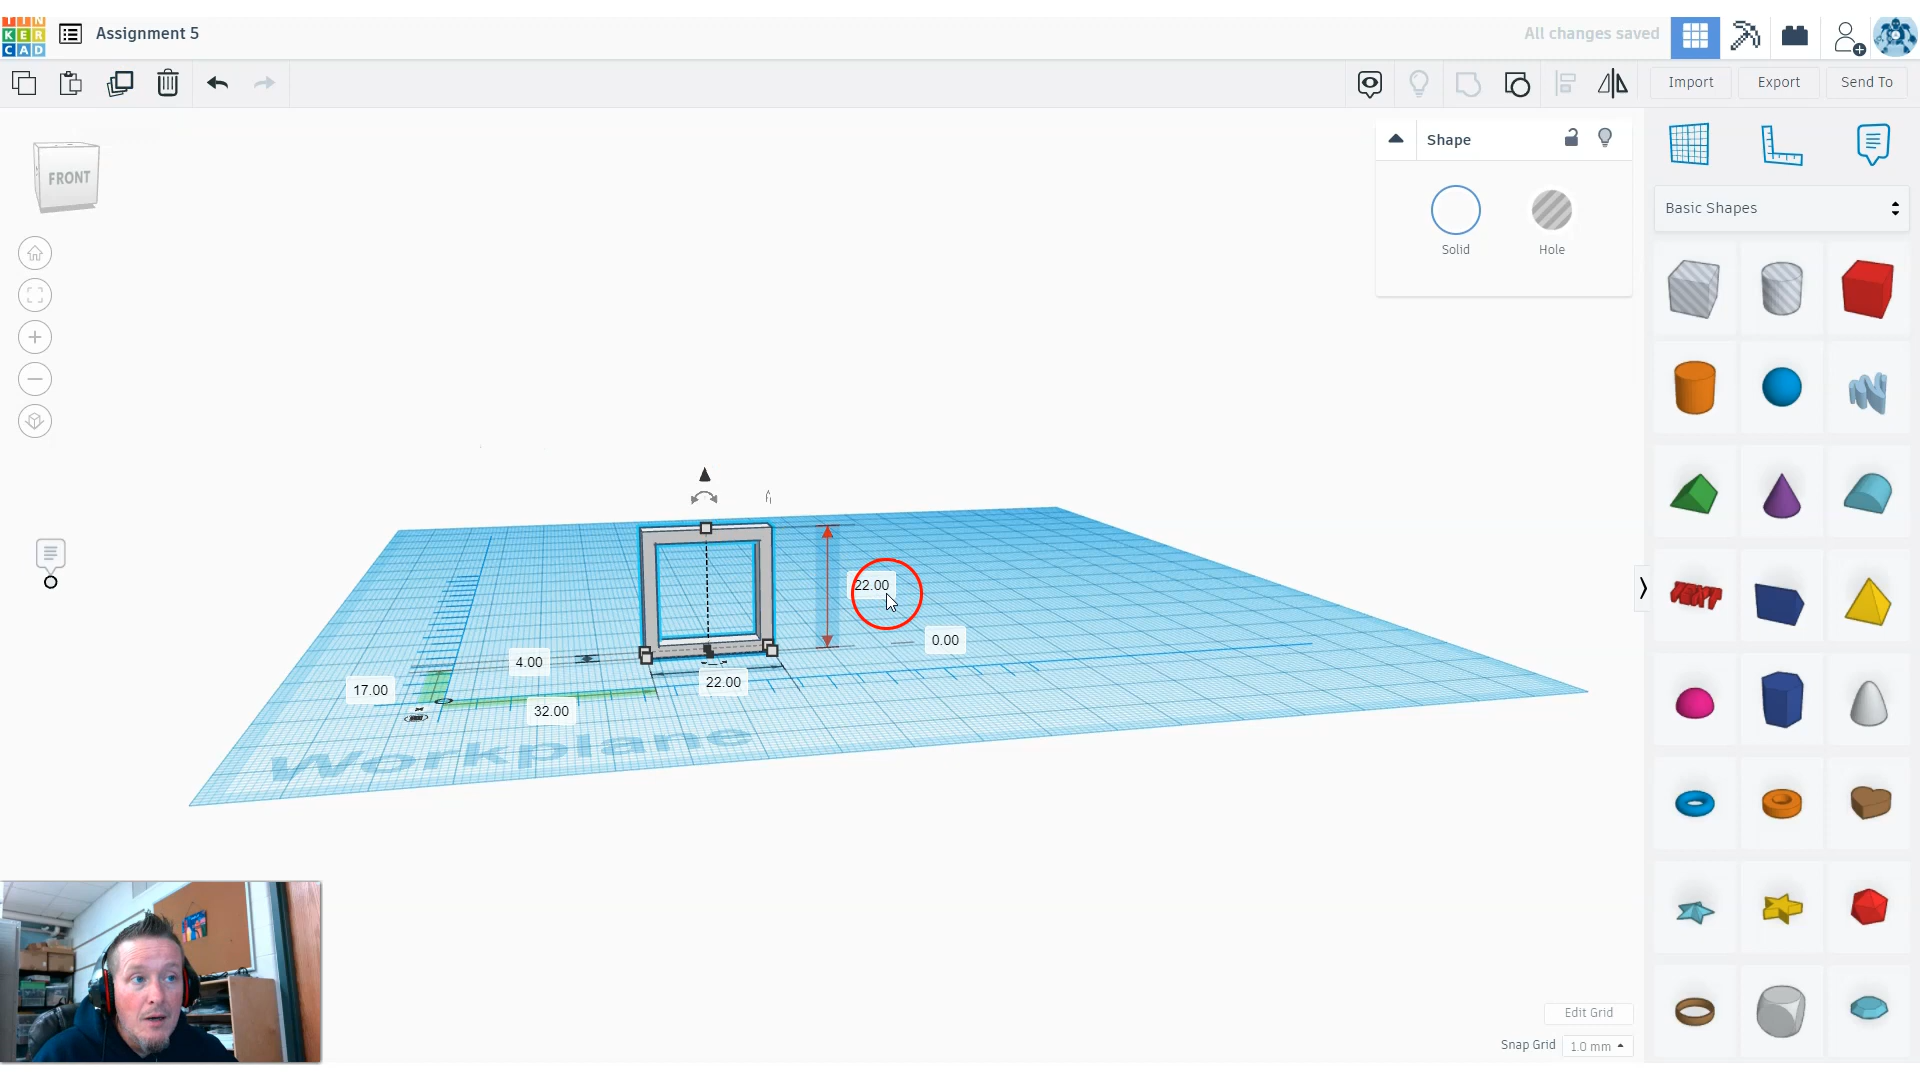 TIN
KER
CAD
Assignment 5
All changes saved
Import
Export
Send To
FRONT
Shape
Solid
Hole
Basic Shapes
TEXT
22.00
0.00
4.00
22.00
17.00
32.00
Workplane
Edit Grid
Snap Grid
1.0 mm